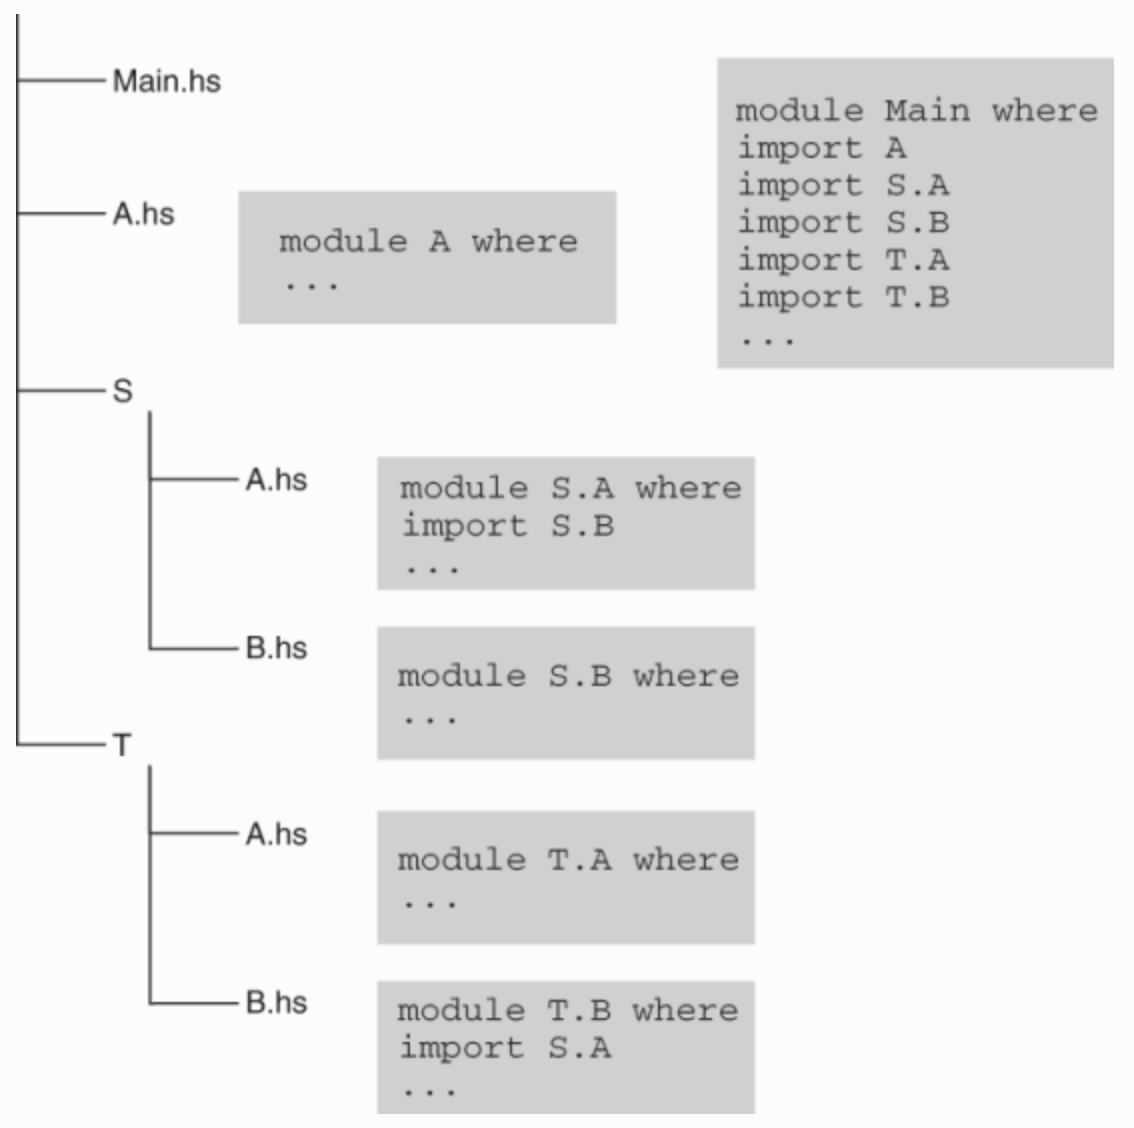 Main.hs
module Main where
import A
import S.A
import S.B
import T.A
import T.B
...
A.hs
module A where
...
S
A.hs
module S.A where
import S.B
...
B.hs
module S.B where
...
T
A.hs
module T.A where
...
B.hs
module T.B where
import S.A
...